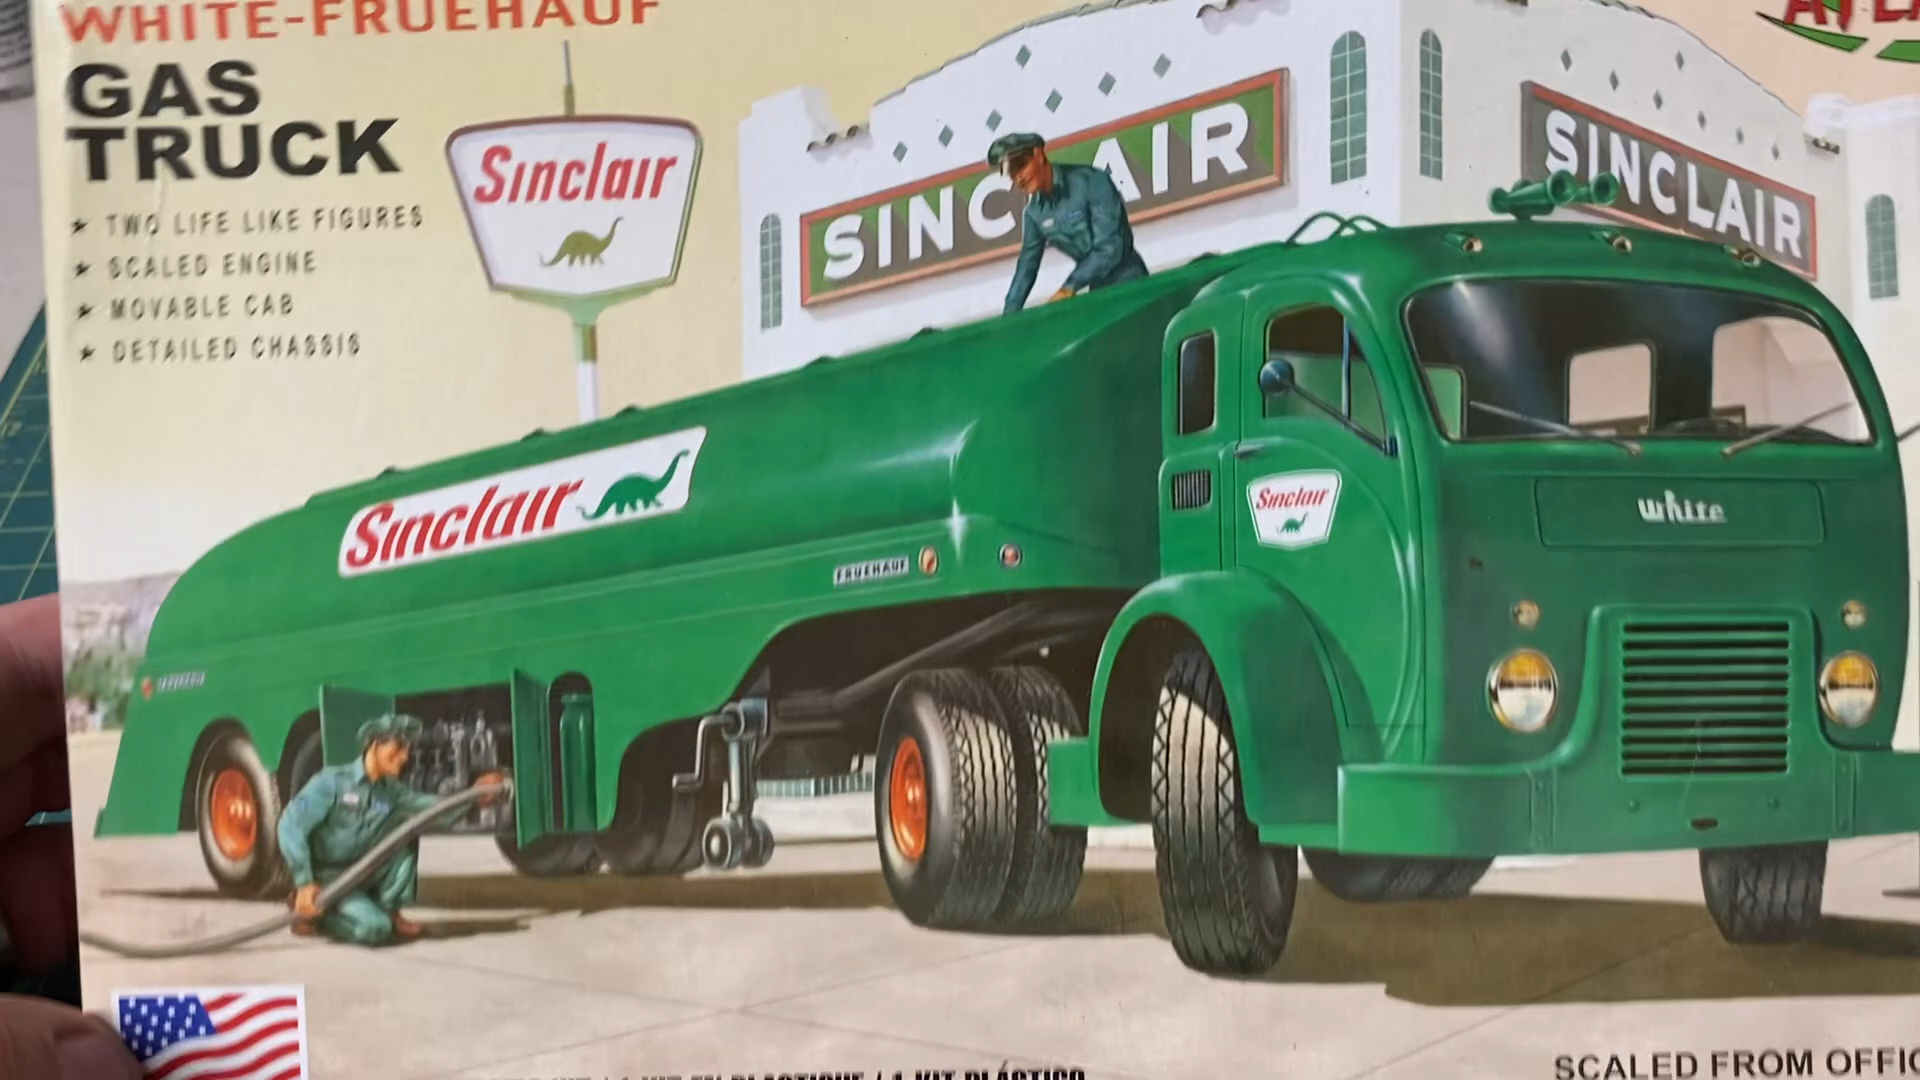 WHITE-FRUEHAUF
GAS
TRUCK
★ TWO LIFE LIKE FIGURES
★ SCALED ENGINE
★ MOVABLE CAB
★ DETAILED CHASSIS
Sinclair
SINCLAIR
SINCLAIR
Sinclair
FRUEHAUF
Sinclair
White
SCALED FROM